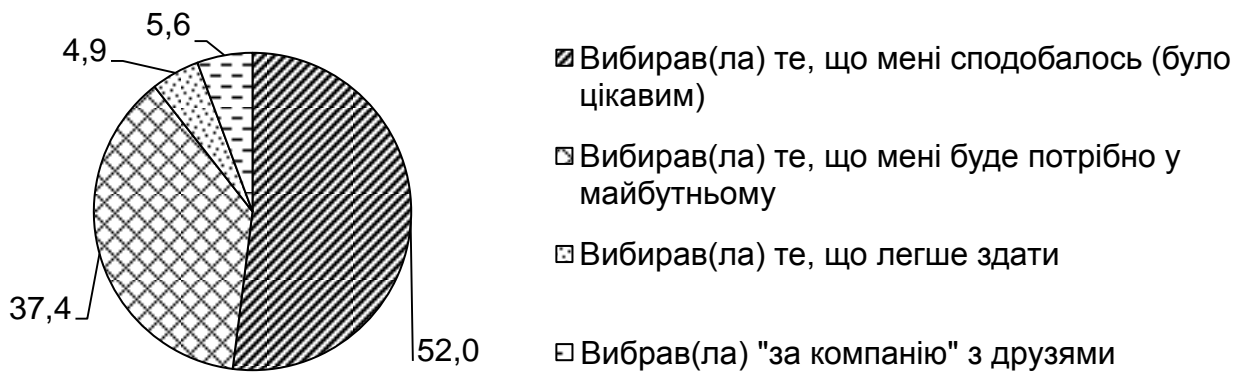 5,6
4,9
37,4
52,0
Вибирав(ла) те, що мені сподобалось (було
цікавим)
Вибирав(ла) те, що мені буде потрібно у
майбутньому
Вибирав(ла) те, що легше здати
Вибрав(ла) "за компанію" з друзями